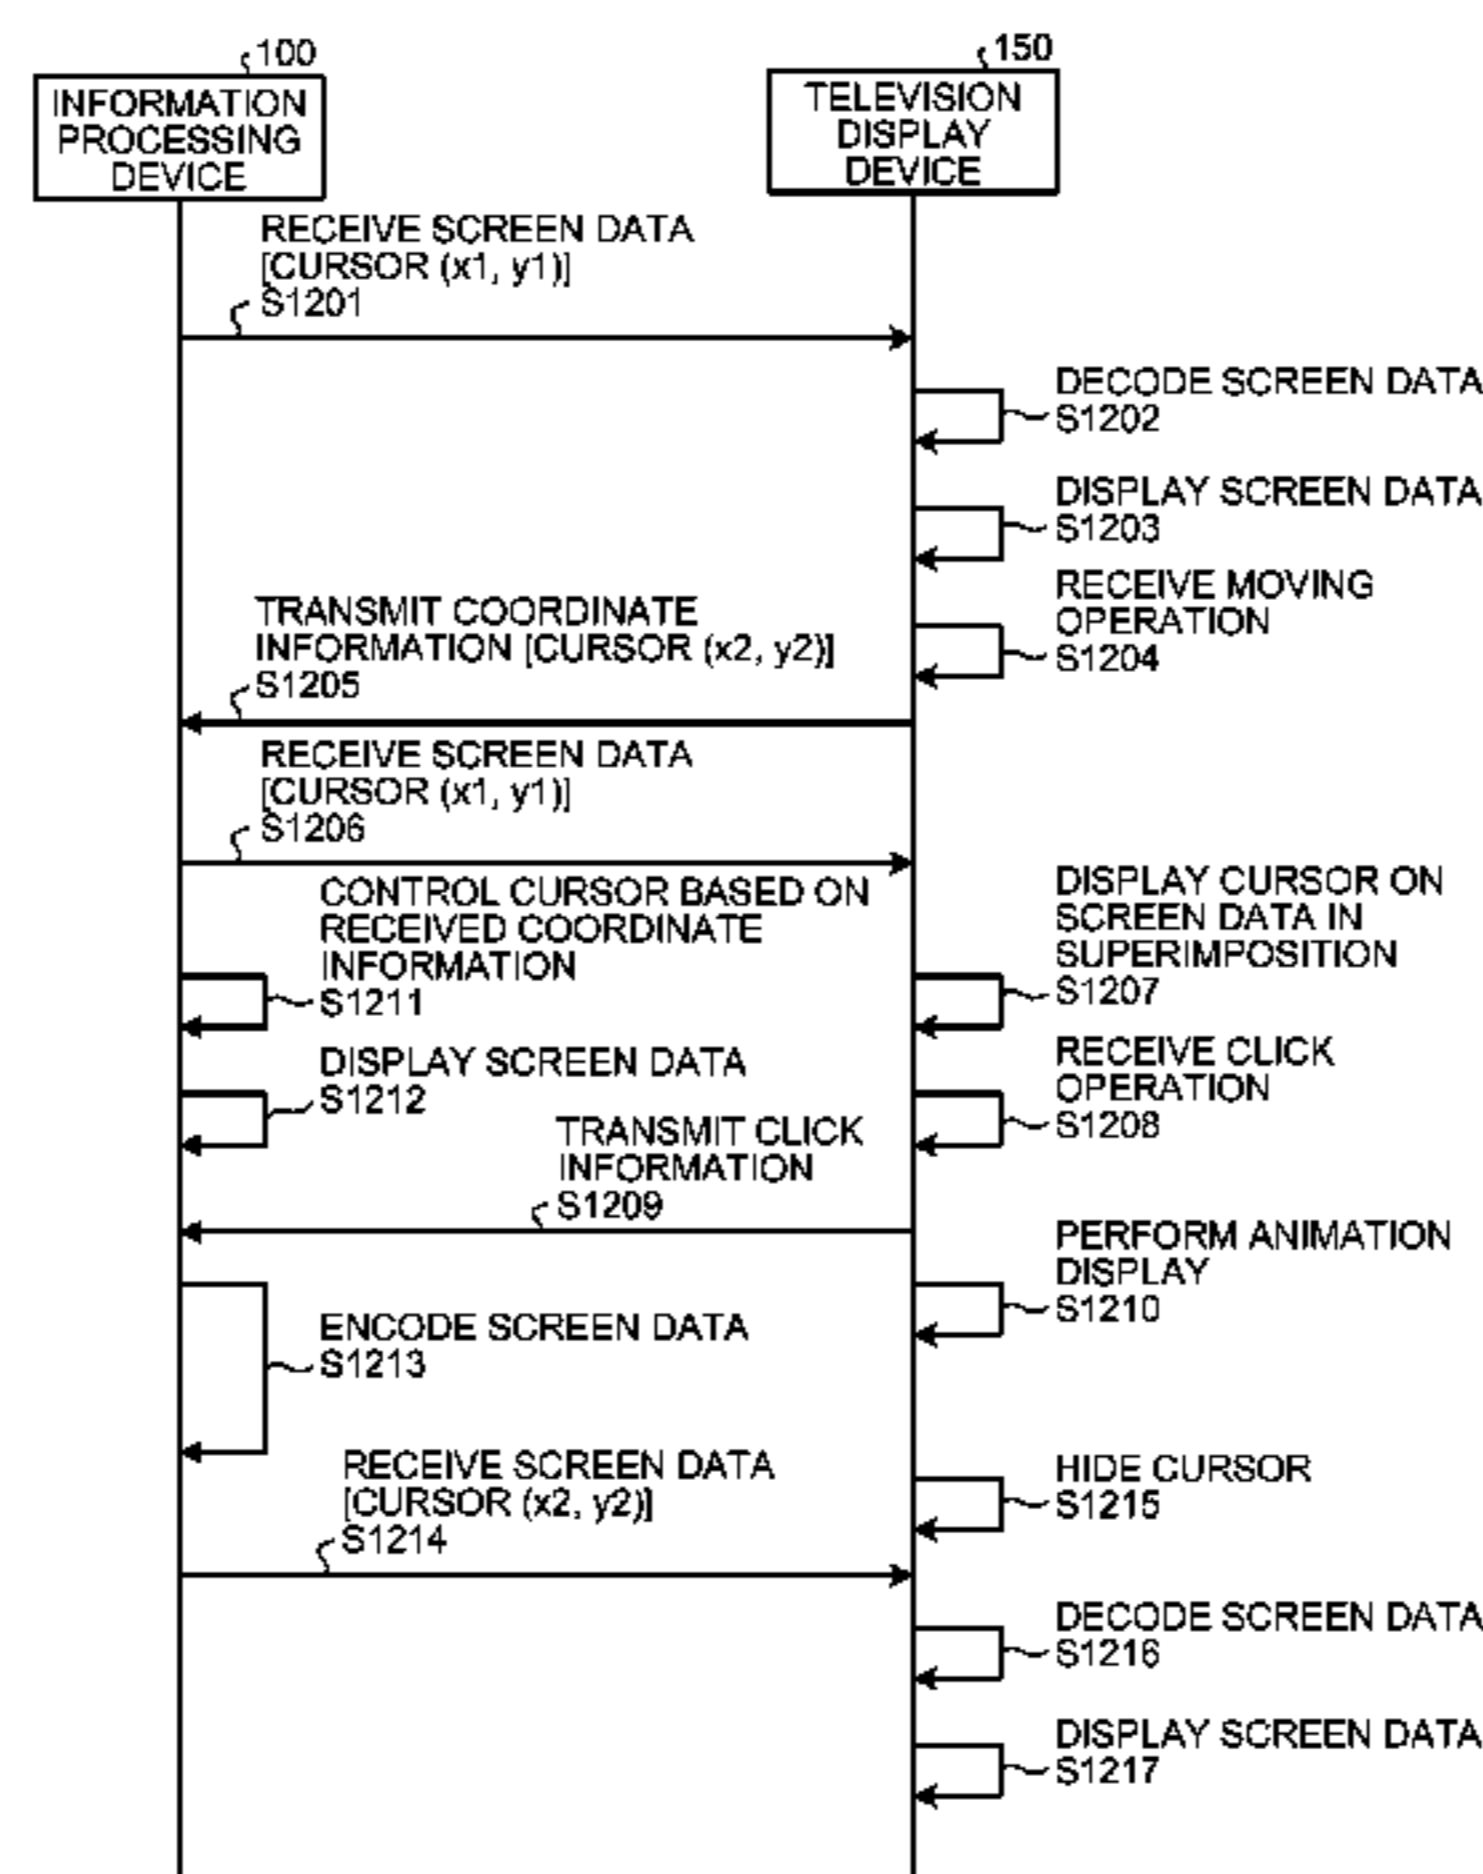 100
INFORMATION
PROCESSING
DEVICE
150
TELEVISION
DISPLAY
DEVICE
RECEIVE SCREEN DATA
[CURSOR (x1, y1)]
S1201
DECODE SCREEN DATA
S1202
DISPLAY SCREEN DATA
S1203
RECEIVE MOVING
OPERATION
S1204
TRANSMIT COORDINATE
INFORMATION [CURSOR (x2, y2)]
S1205
RECEIVE SCREEN DATA
[CURSOR (x1, y1)]
S1206
CONTROL CURSOR BASED ON
RECEIVED COORDINATE
INFORMATION
S1211
DISPLAY CURSOR ON
SCREEN DATA IN
SUPERIMPOSITION
S1207
DISPLAY SCREEN DATA
S1212
RECEIVE CLICK
OPERATION
S1208
TRANSMIT CLICK
INFORMATION
S1209
PERFORM ANIMATION
DISPLAY
S1210
ENCODE SCREEN DATA
S1213
RECEIVE SCREEN DATA
[CURSOR (x2, y2)]
S1214
HIDE CURSOR
S1215
DECODE SCREEN DATA
S1216
DISPLAY SCREEN DATA
S1217